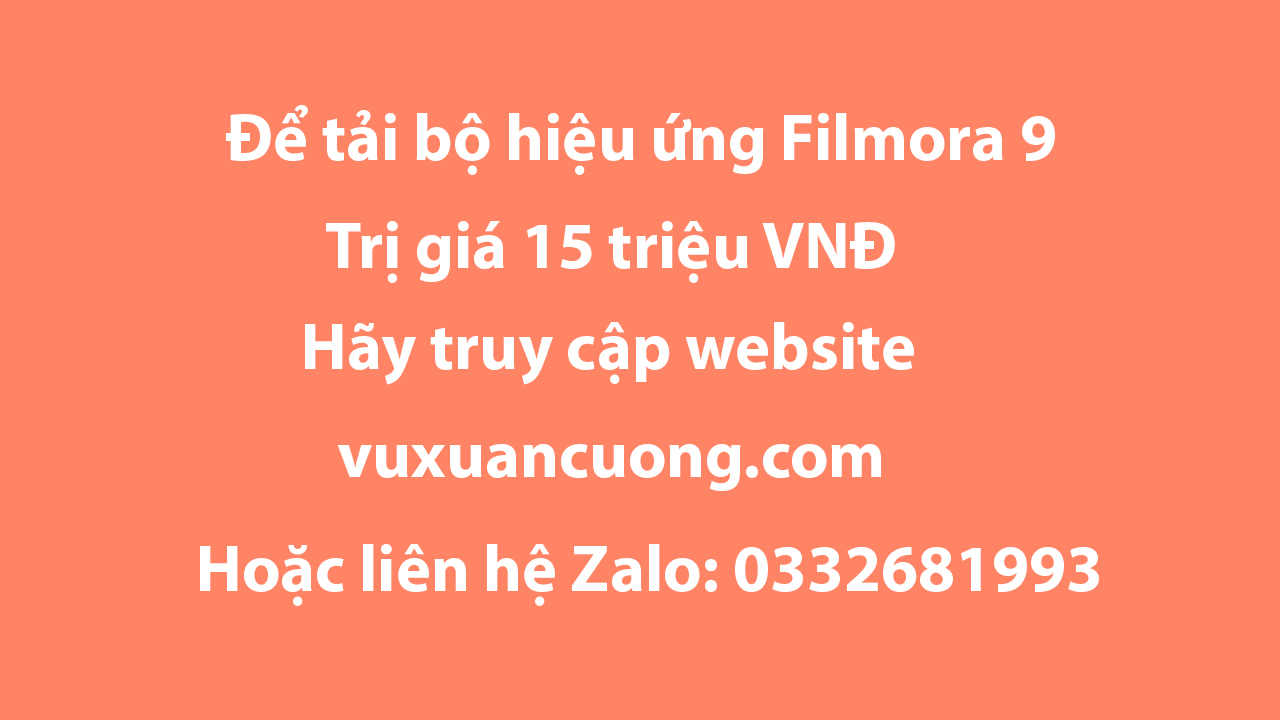 Để tải bộ hiệu ứng Filmora 9
Trị giá 15 triệu VNĐ
Hãy truy cập website
vuxuancuong.com
Hoặc liên hệ Zalo: 0332681993